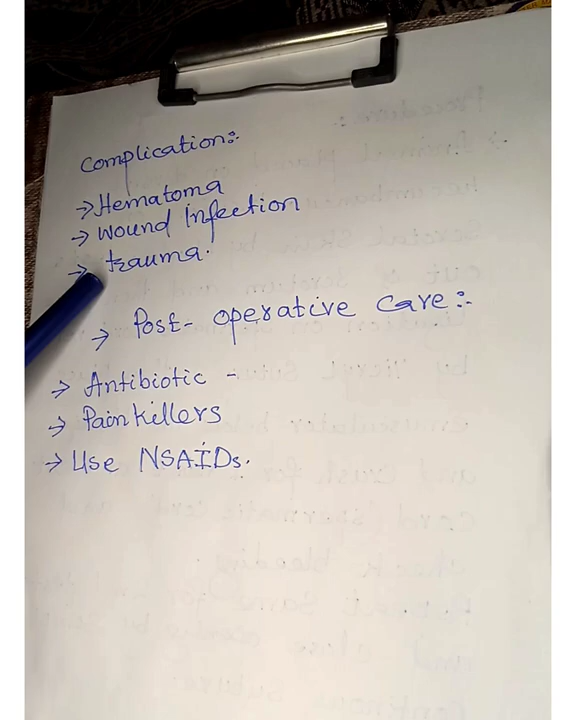 Complication:-
→ Hematoma
→ Wound Infection
→ trauma.
→ Post-operative care:-
→ Antibiotic -
→ Painkillers
→ Use NSAIDs.